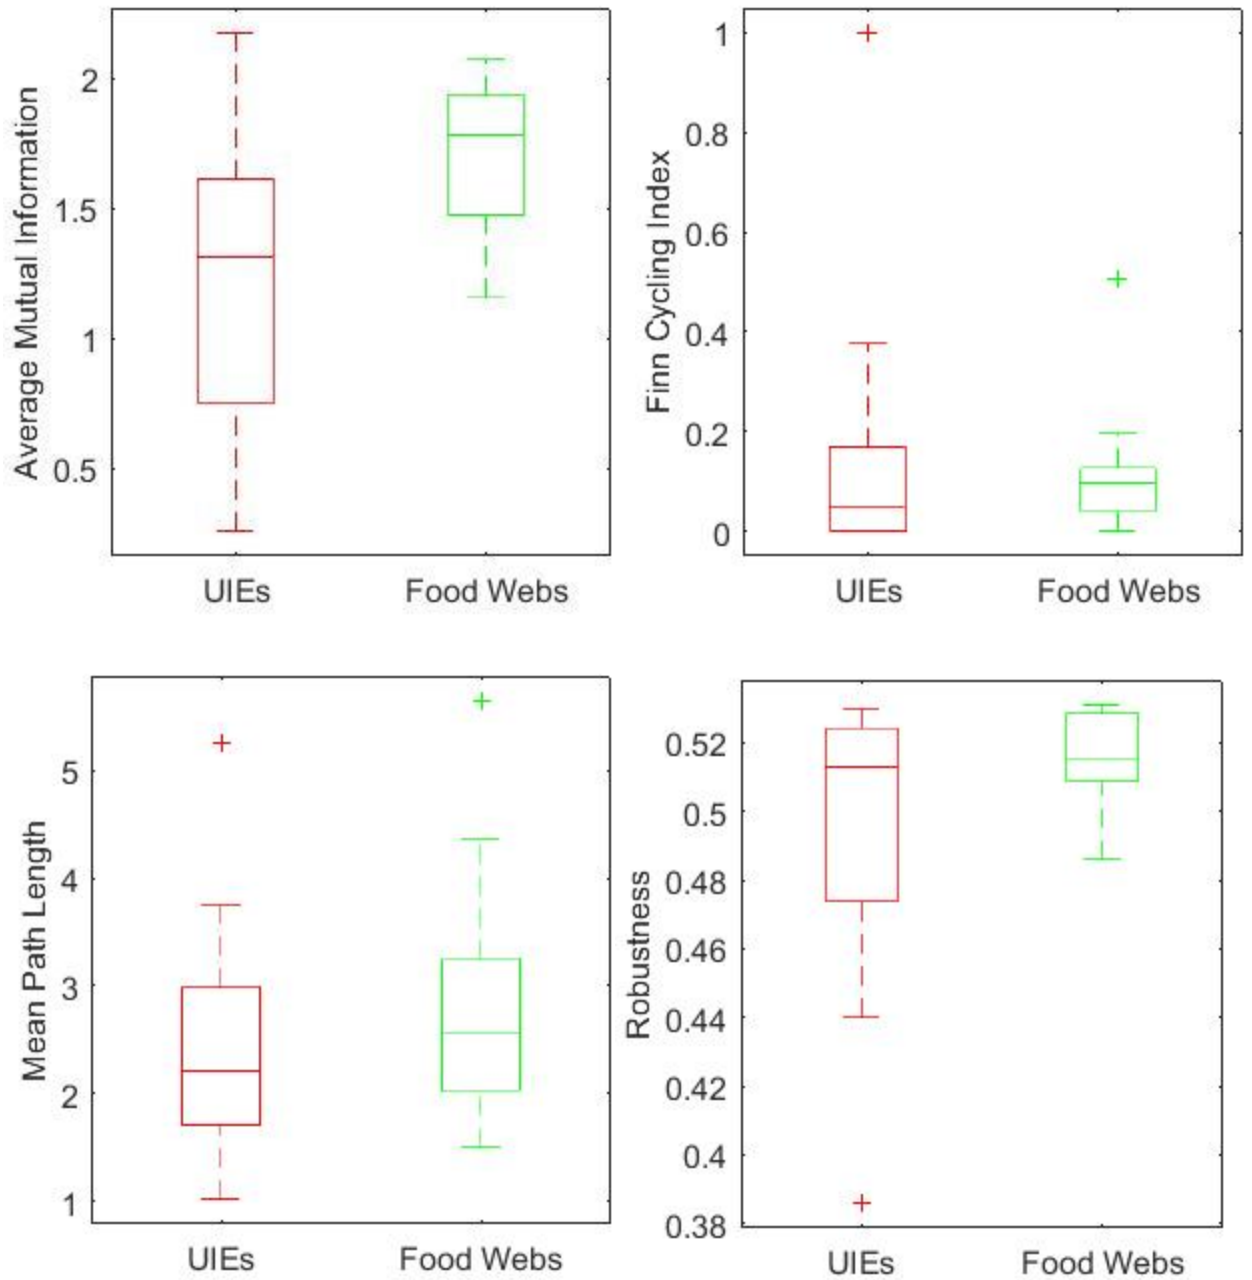 Average Mutual Information
2
1.5
1
0.5
UIEs
Food Webs
Finn Cycling Index
1
0.8
0.6
0.4
0.2
0
UIEs
Food Webs
Mean Path Length
5
4
3
2
1
UIEs
Food Webs
Robustness
0.52
0.5
0.48
0.46
0.44
0.42
0.4
0.38
UIEs
Food Webs